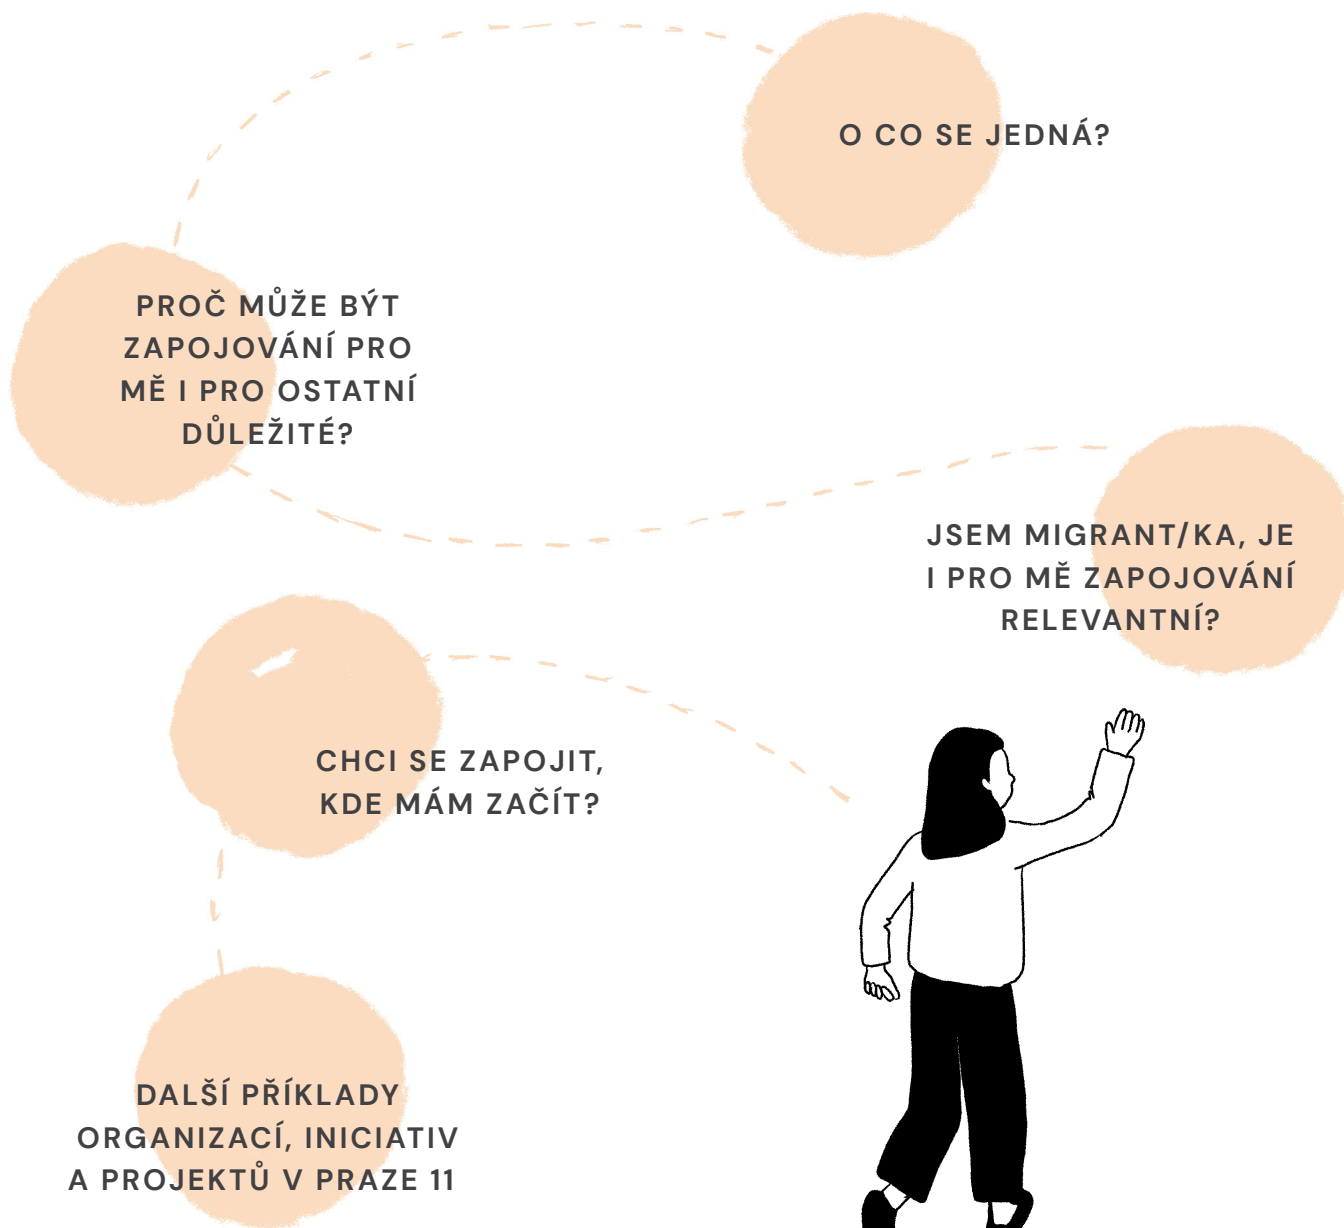 O CO SE JEDNÁ?
PROČ MŮŽE BÝT
ZAPOJOVÁNÍ PRO
MĚ I PRO OSTATNÍ
DŮLEŽITÉ?
JSEM MIGRANT/KA, JE
I PRO MĚ ZAPOJOVÁNÍ
RELEVANTNÍ?
CHCI SE ZAPOJIT,
KDE MÁM ZAČÍT?
DALŠÍ PŘÍKLADY
ORGANIZACÍ, INICIATIV
A PROJEKTŮ V PRAZE 11